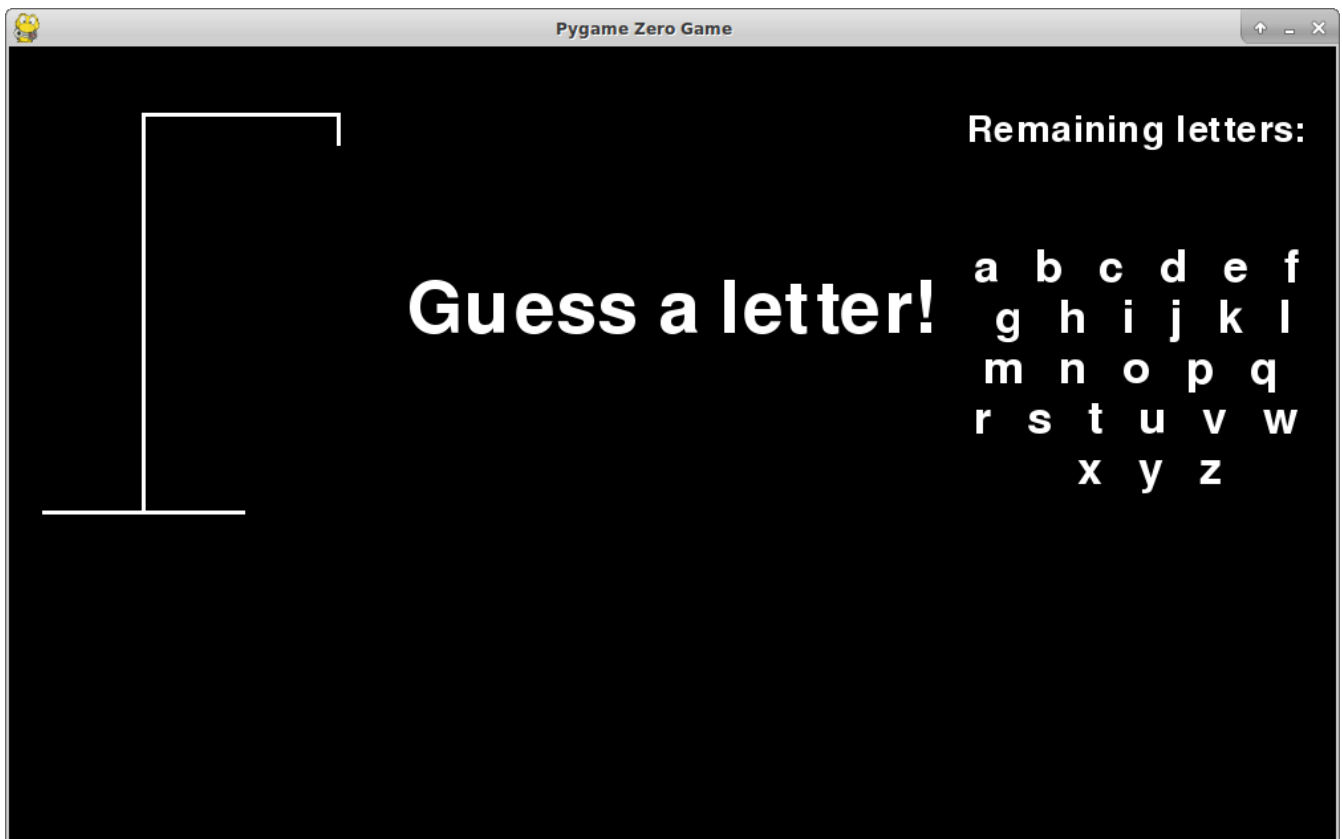 Pygame Zero Game
Remaining letters:
Guess a letter!
a b c d e f
g h i j k l
m n o p q
r s t u v w
x y z